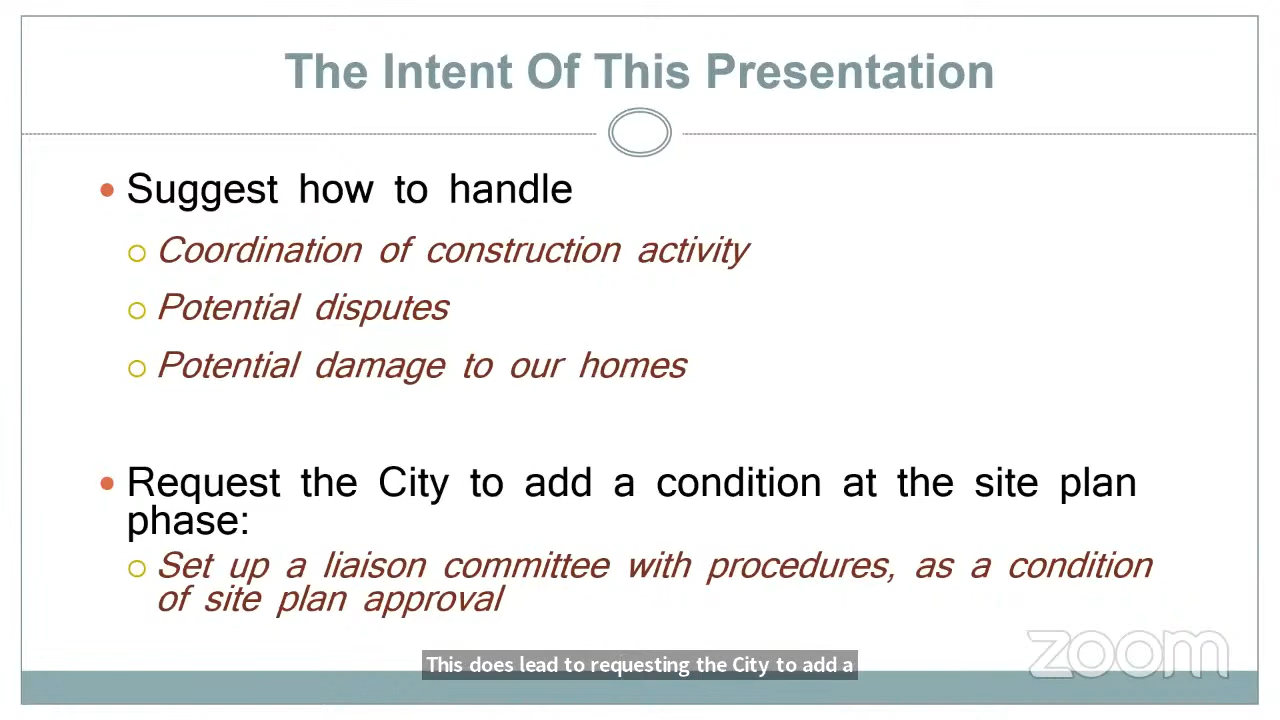 The Intent Of This Presentation
Suggest how to handle
Coordination of construction activity
Potential disputes
Potential damage to our homes
Request the City to add a condition at the site plan
phase:
Set up a liaison committee with procedures, as a condition
of site plan approval
This does lead to requesting the City to add a
zoom